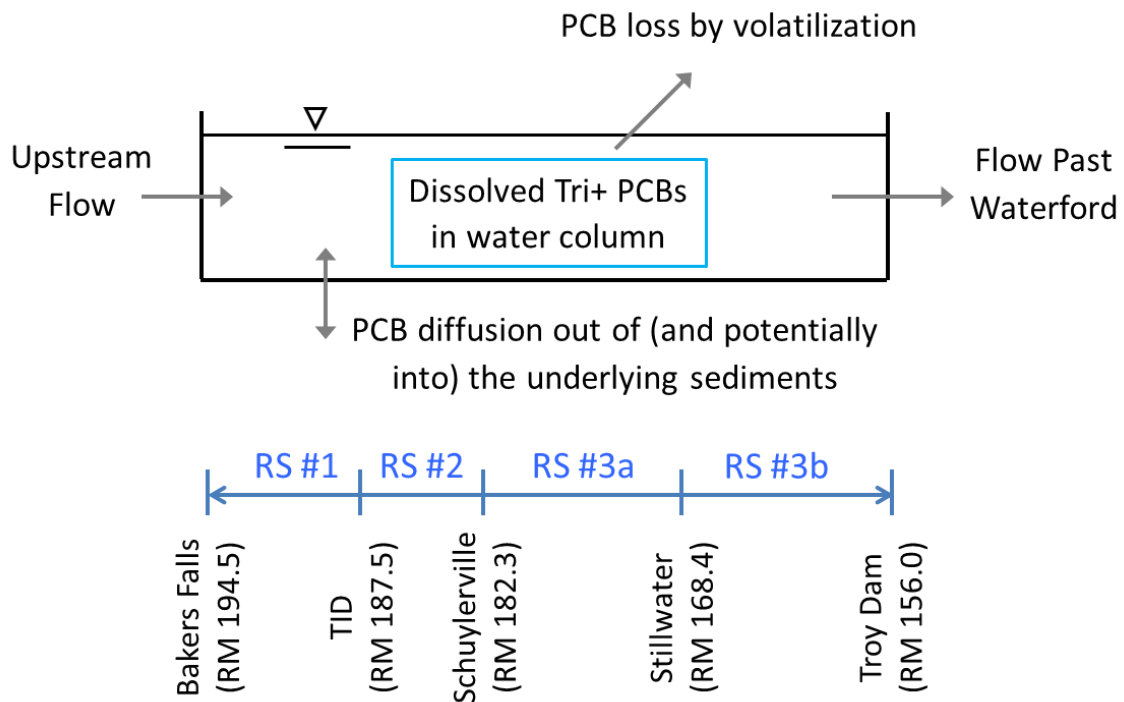 PCB loss by volatilization
Upstream
Flow
Dissolved Tri+ PCBs
in water column
Flow Past
Waterford
PCB diffusion out of (and potentially
into) the underlying sediments
RS #1
RS #2
RS #3a
RS #3b
Bakers Falls
(RM 194.5)
TID
(RM 187.5)
Schuylerville
(RM 182.3)
Stillwater
(RM 168.4)
Troy Dam
(RM 156.0)